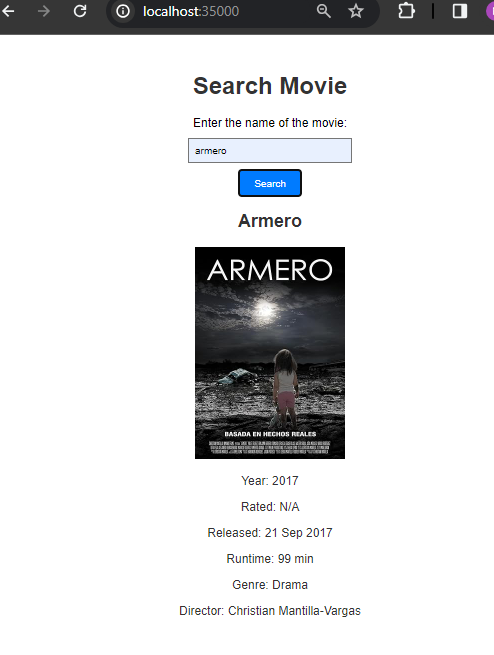 localhost:35000
Search Movie
Enter the name of the movie:
armero
Search
Armero
ARMERO
BASADA EN HECHOS REALES
Year: 2017
Rated: N/A
Released: 21 Sep 2017
Runtime: 99 min
Genre: Drama
Director: Christian Mantilla-Vargas